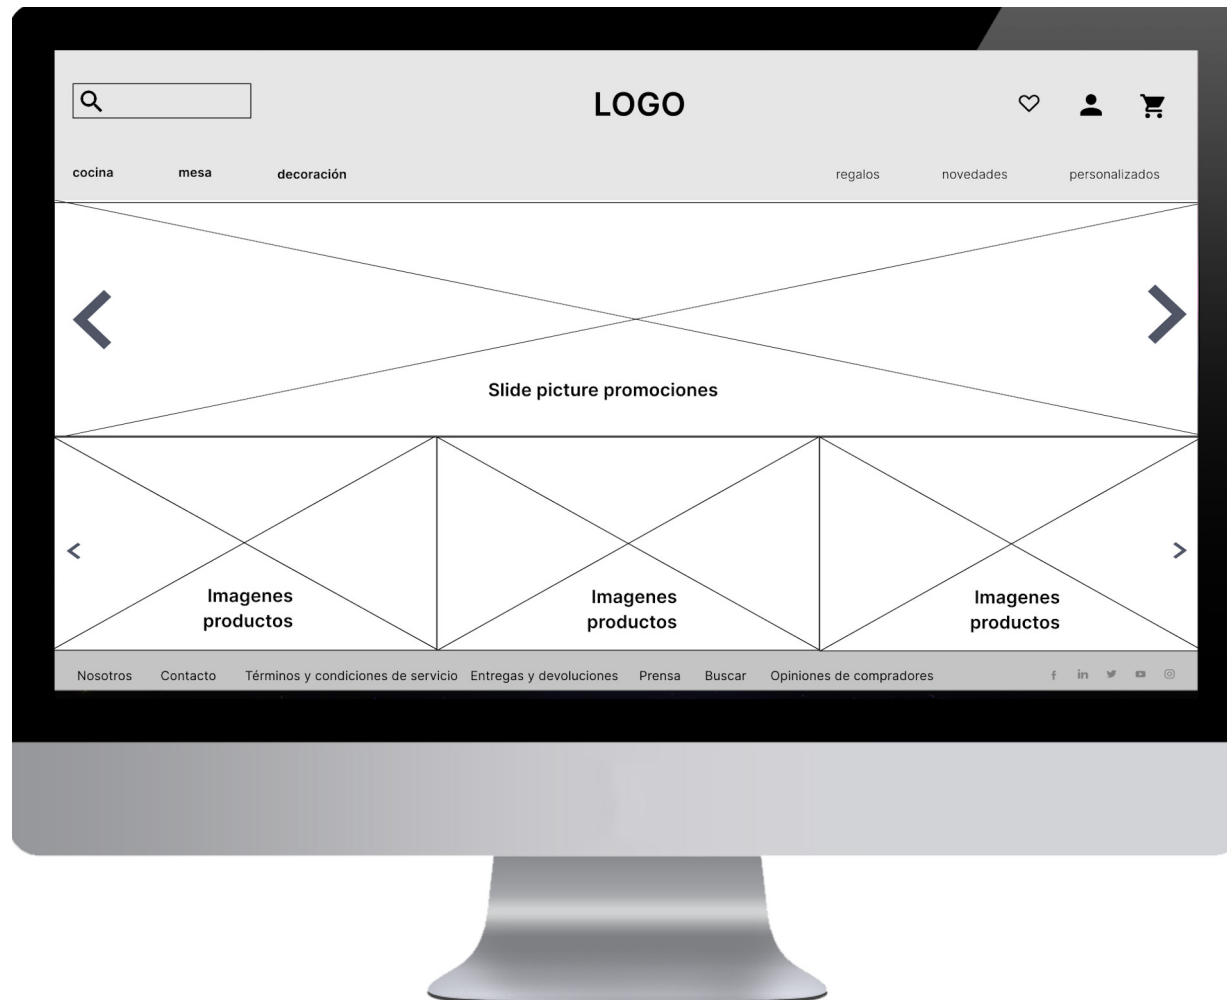 LOGO
cocina mesa decoración regalos novedades personalizados
Slide picture promociones
Imagenes
productos
Imagenes
productos
Imagenes
productos
Nosotros Contacto Términos y condiciones de servicio Entregas y devoluciones Prensa Buscar Opiniones de compradores